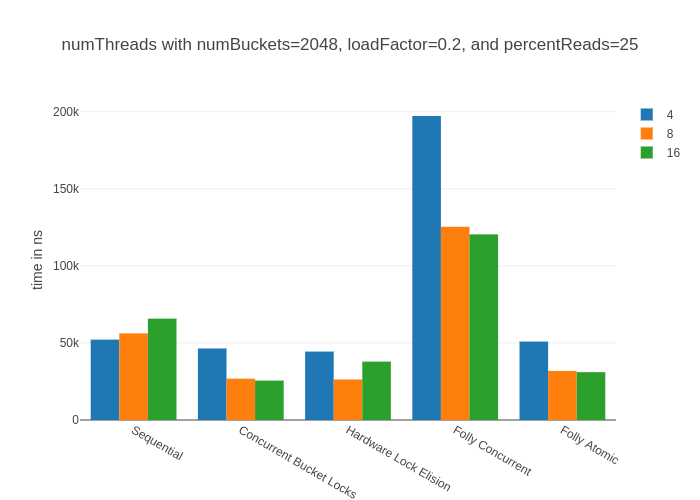 numThreads with numBuckets=2048, loadFactor=0.2, and percentReads=25
4
8
16
200k
150k
100k
50k
0
time in ns
Sequential
Concurrent Bucket Locks
Hardware Lock Elision
Folly Concurrent
Folly Atomic